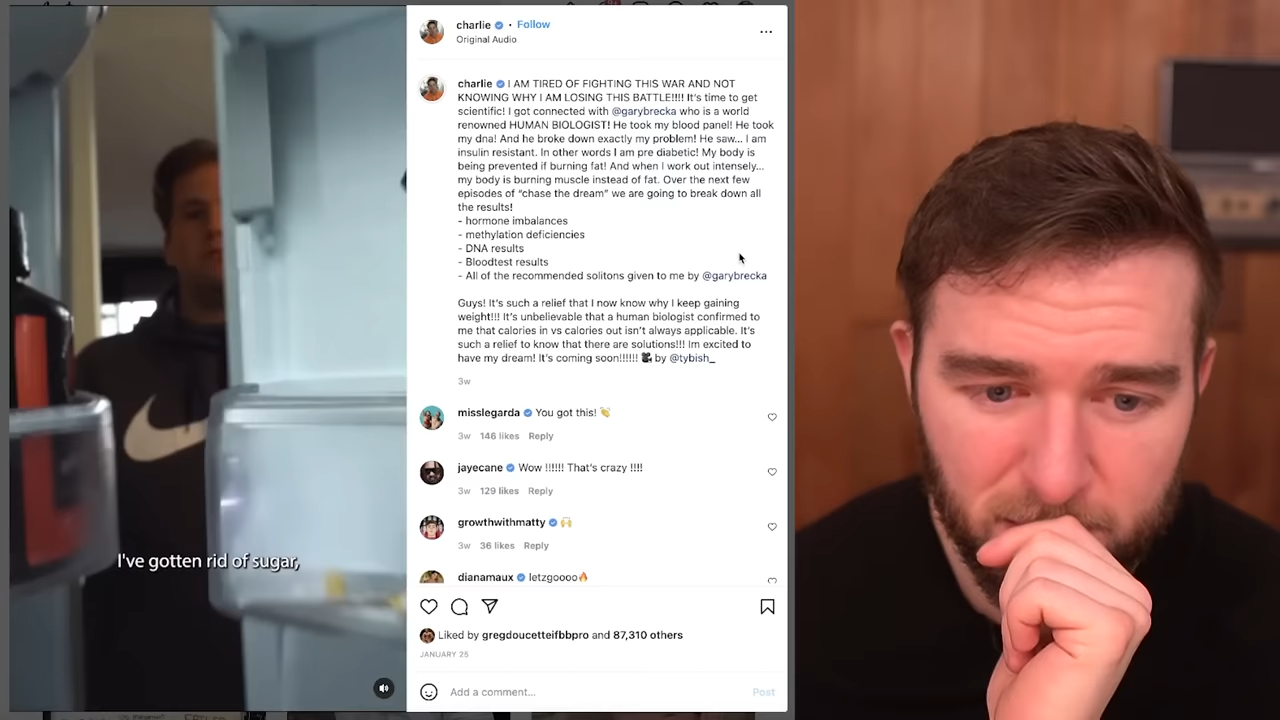 charlie • Follow
Original Audio
charlie I AM TIRED OF FIGHTING THIS WAR AND NOT
KNOWING WHY I AM LOSING THIS BATTLE!!!! It's time to get
scientific! I got connected with @garybrecka who is a world
renowned HUMAN BIOLOGIST! He took my blood panel! He took
my dna! And he broke down exactly my problem! He saw... I am
insulin resistant. In other words I am pre diabetic! My body is
being prevented if burning fat! And when I work out intensely...
my body is burning muscle instead of fat. Over the next few
episodes of “chase the dream” we are going to break down all
the results!
- hormone imbalances
- methylation deficiencies
- DNA results
- Bloodtest results
- All of the recommended solitons given to me by @garybrecka
Guys! It's such a relief that I now know why I keep gaining
weight!!! It's unbelievable that a human biologist confirmed to
me that calories in vs calories out isn't always applicable. It's
such a relief to know that there are solutions!!! Im excited to
have my dream! It's coming soon!!!!!! 🎥 by @tybish_
3w
misslegarda You got this! 👏
3w 146 likes Reply
jayecane Wow !!!!!! That's crazy !!!!
3w 129 likes Reply
growthwithmatty 🙌
3w 36 likes Reply
dianamaux letzgoooo🔥
Liked by gregdoucetteifbbpro and 87,310 others
JANUARY 25
Add a comment... Post
I've gotten rid of sugar,